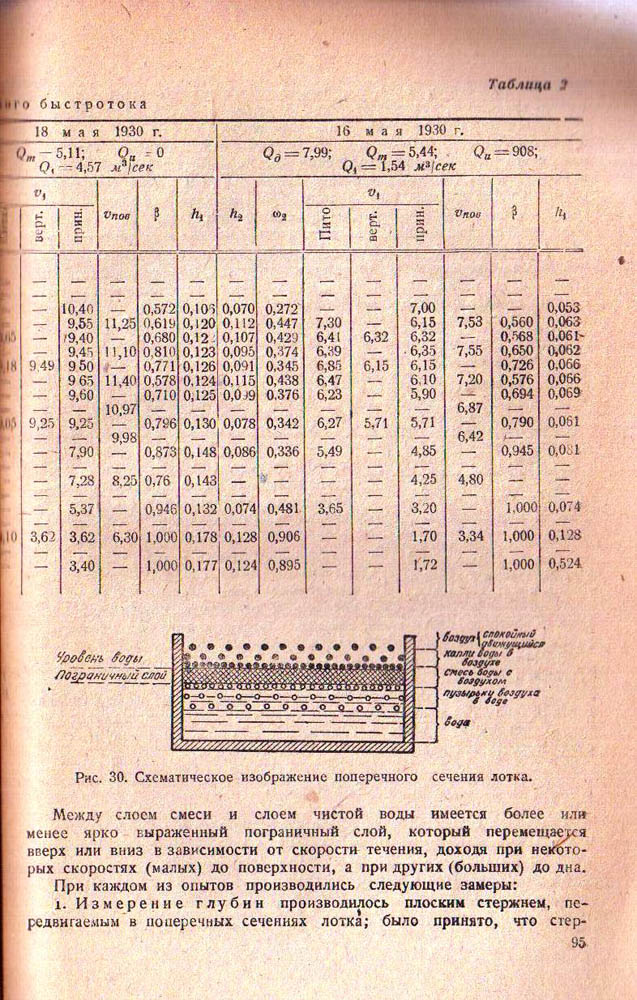 Таблица
быстротока
18 мая 1930 г. 16 мая 1930 г.
Qт — 5,11; Qи = 0 Qд = 7,99; Qт = 5,44; Qи = 908;
Q₁ = 4,57 м³/сек Q₁ = 1,54 м³/сек
v₁ vпов β h₁ h₂ ω₂ v₁ vпов β h₁
верт. прин. Пито верт. прин.
— — — — — — — — — — — — — —
— — — — — — — — — — — — — —
— 10,40 — 0,572 0,106 0,070 0,272 — — 7,00 — — 0,053
— 9,55 11,25 0,619 0,120 0,112 0,447 7,30 — 6,15 7,53 0,560 0,063
— 9,40 — 0,680 0,12 0,107 0,429 6,41 6,32 6,32 — 0,568 0,061
— 9,45 11,10 0,810 0,123 0,095 0,374 6,39 — 6,35 7,55 0,650 0,062
9,49 9 50 — 0,771 0,126 0,091 0,345 6,85 6,15 6,15 — 0,726 0.066
— 9 65 11,40 0,578 0,124 0,115 0,438 6,47 — 6.10 7,20 0,576 0,066
— 9,60 — 0,710 0,125 0,376 6,23 — 5,90 — 0,694 0,069
— — 10,97 — — — — — — — 6,87 — —
9,25 9,25 — 0,796 0,130 0,078 0,342 6,27 5,71 5,71 — 0,790 0,061
— — 9,98 — — — — — — — 6,42 — —
— 7,90 — 0,873 0,148 0,086 0,336 5,49 — 4,85 — 0,945
— — — — — — — — — — — — —
— 7,28 8,25 0,76 0,143 — — — — 4,25 4,80 — —
— — — — — — — — — — — — —
— 5,37 — 0,946 0,132 0,074 0,481 3,65 — 3,20 — 1,000 0,074
— — — — — — — — — — — — —
3,62 3,62 6,30 1,000 0,178 0,128 0,906 — — 1,70 3,34 1,000 0,128
— — — — — — — — — — — — —
— 3,40 — 1,000 0,177 0,124 0,895 — — 1,72 — 1,000 0,524
Уровень воды
Пограничный слой
воздух спокойный
движущийся
капли воды в
воздухе
смесь воды с
воздухом
пузырьки воздуха
в воде
вода
Рис. 30. Схематическое изображение поперечного сечения лотка.
Между слоем смеси и слоем чистой воды имеется более или
менее ярко выраженный пограничный слой, который перемещается
вверх или вниз в зависимости от скорости течения, доходя при некото-
рых скоростях (малых) до поверхности, а при других (больших) до дна.
При каждом из опытов производились следующие замеры:
1. Измерение глубин производилось плоским стержнем, пе-
редвигаемым в поперечных сечениях лотка; было принято, что стер-
95